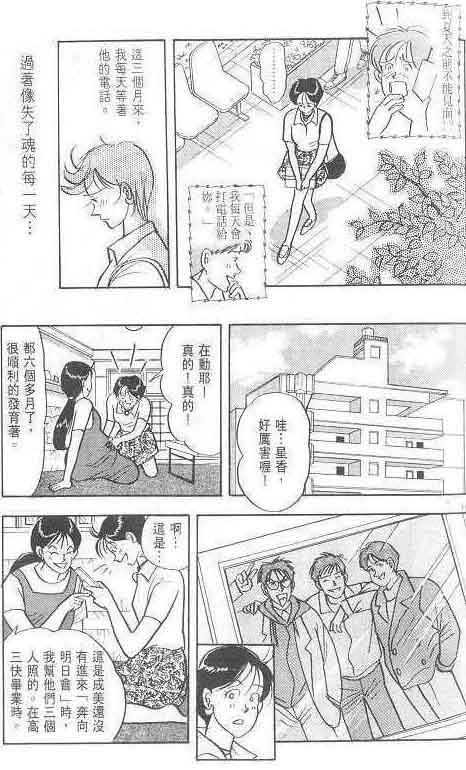 到夏天之前不能見面
………
「但是、
我每天會
打電話給
妳。」
這三個月來，
我每天等著
他的電話。
過著像失了魂的每一天…
哇…星香，
好厲害喔！
在動耶！
真的！真的！
都六個多月了，
很順利的發育著。
啊…
這是…
這是成美還沒
有進來「奔向
明日會」時，
我幫他們三個
人照的。在高
三快畢業時。